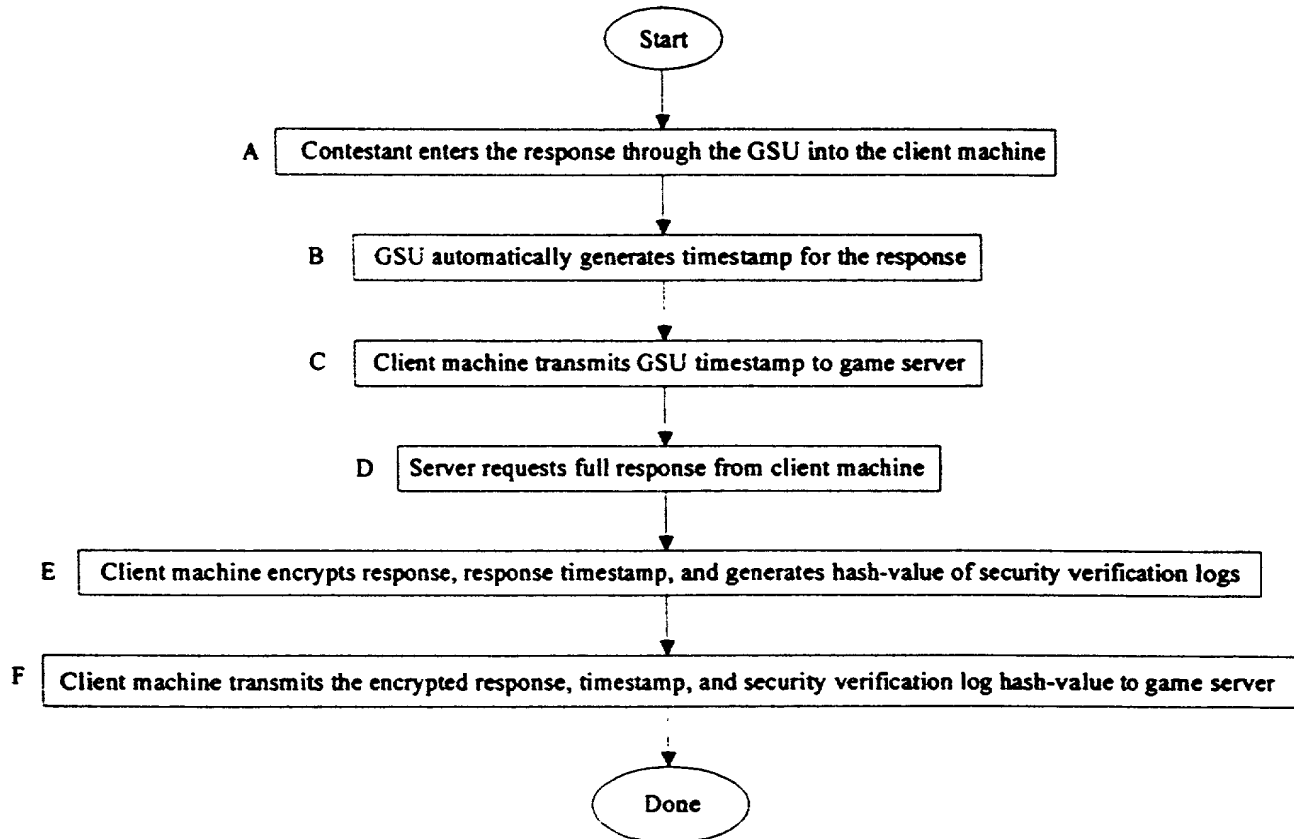 Start
A Contestant enters the response through the GSU into the client machine
B GSU automatically generates timestamp for the response
C Client machine transmits GSU timestamp to game server
D Server requests full response from client machine
E Client machine encrypts response, response timestamp, and generates hash-value of security verification logs
F Client machine transmits the encrypted response, timestamp, and security verification log hash-value to game server
Done